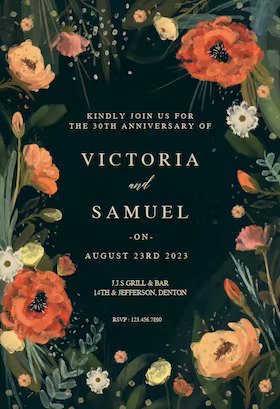 KINDLY JOIN US FOR
THE 30TH ANNIVERSARY OF
VICTORIA
and
SAMUEL
-ON-
AUGUST 23RD 2023
J.J.S GRILL & BAR
14TH & JEFFERSON, DENTON
RSVP : 123.456.7890